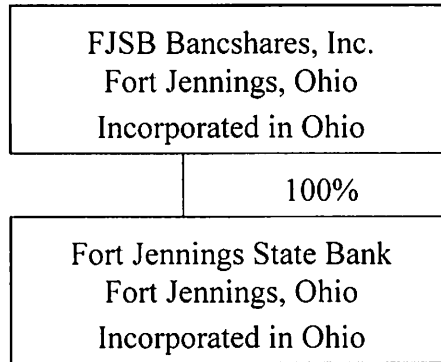 FJSB Bancshares, Inc.
Fort Jennings, Ohio
Incorporated in Ohio
100%
Fort Jennings State Bank
Fort Jennings, Ohio
Incorporated in Ohio